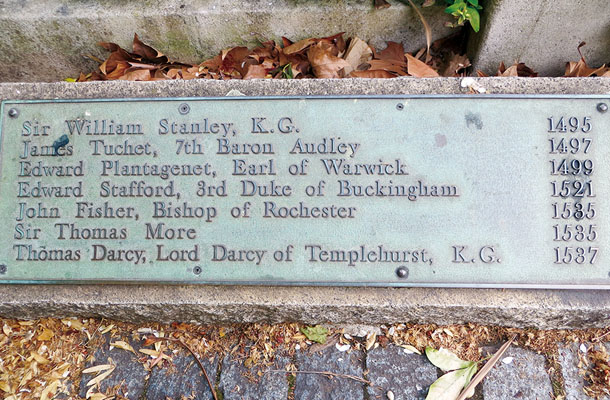 Sir William Stanley, K.G. 1495
James Tuchet, 7th Baron Audley 1497
Edward Plantagenet, Earl of Warwick 1499
Edward Stafford, 3rd Duke of Buckingham 1521
John Fisher, Bishop of Rochester 1535
Sir Thomas More 1535
Thomas Darcy, Lord Darcy of Templehurst, K.G. 1537